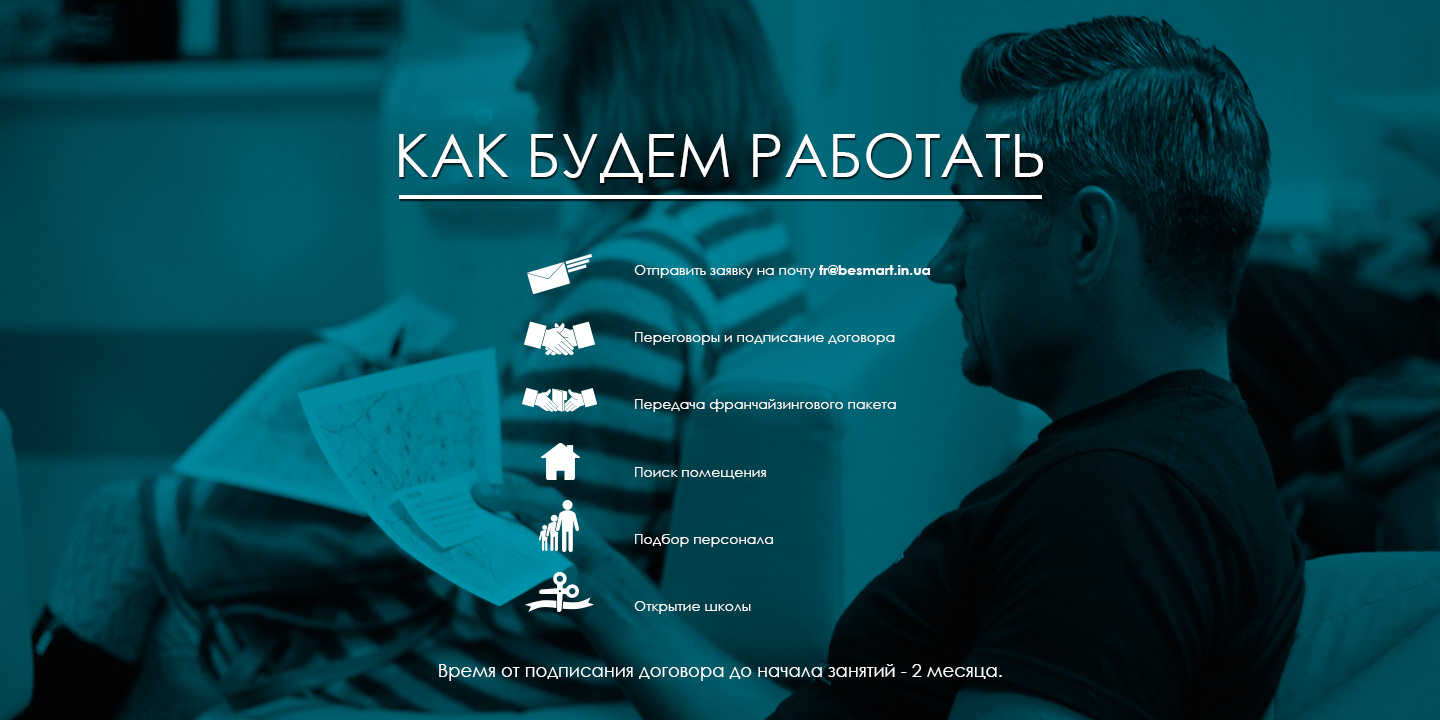 КАК БУДЕМ РАБОТАТЬ
Отправить заявку на почту fr@besmart.in.ua
Переговоры и подписание договора
Передача франчайзингового пакета
Поиск помещения
Подбор персонала
Открытие школы
Время от подписания договора до начала занятий - 2 месяца.